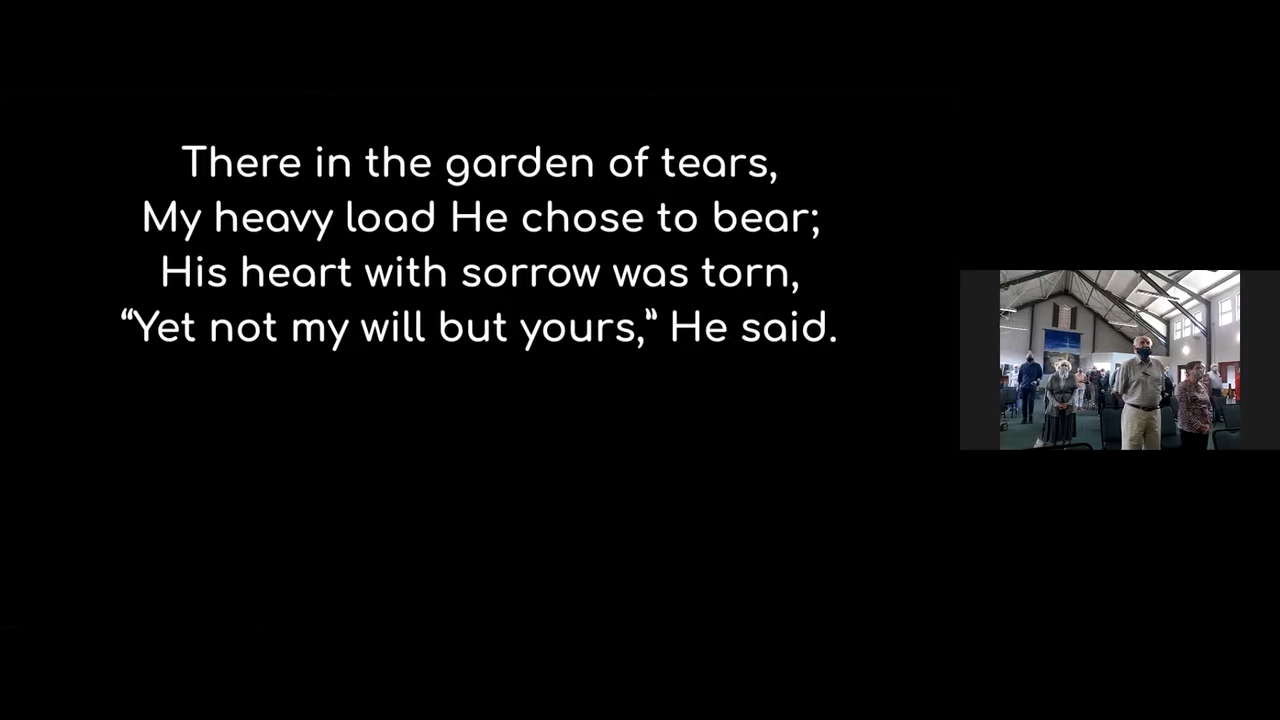 There in the garden of tears,
My heavy load He chose to bear;
His heart with sorrow was torn,
“Yet not my will but yours,” He said.